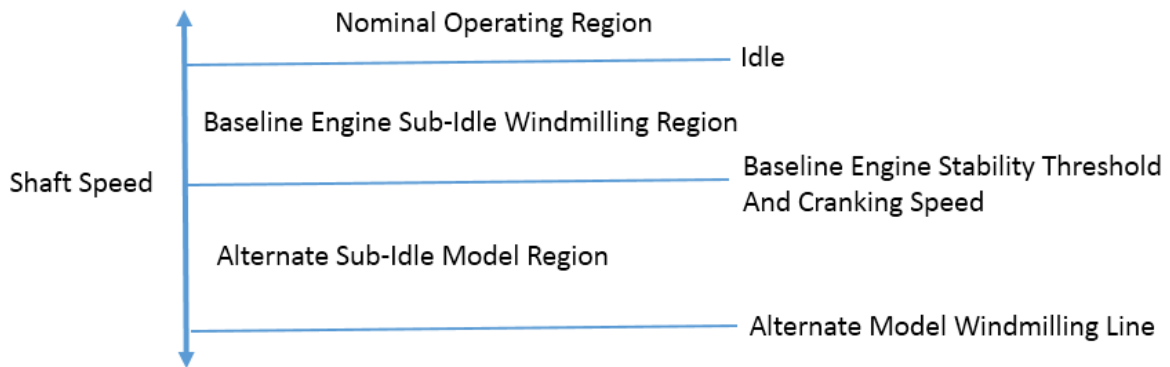 Nominal Operating Region
Idle
Baseline Engine Sub-Idle Windmilling Region
Shaft Speed
Baseline Engine Stability Threshold
And Cranking Speed
Alternate Sub-Idle Model Region
Alternate Model Windmilling Line